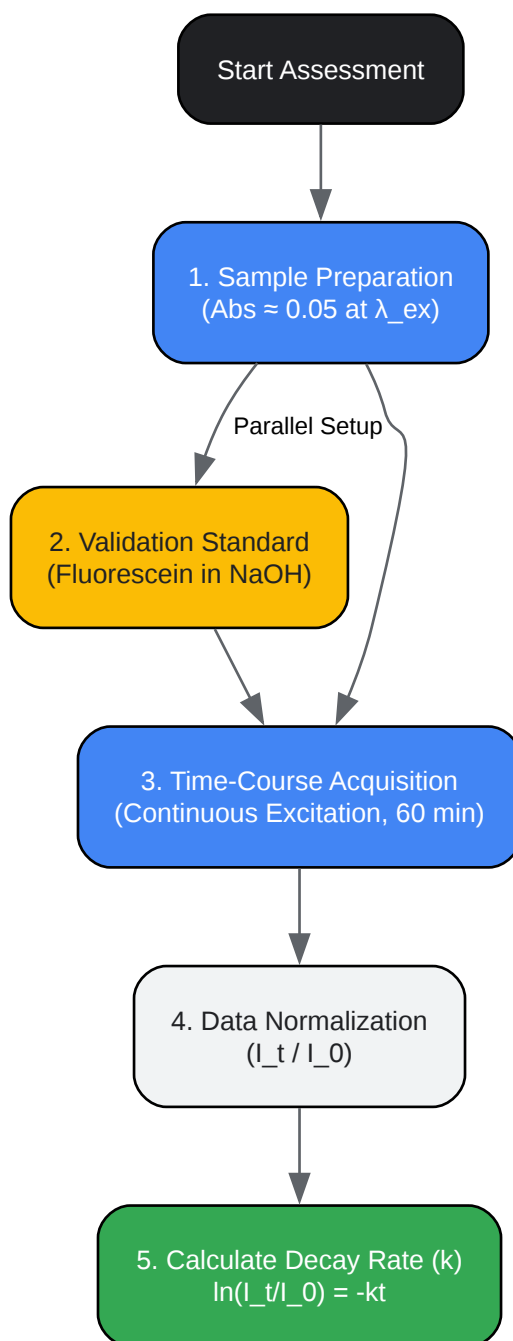 Start Assessment
1. Sample Preparation
(Abs ≈ 0.05 at λ_ex)
Parallel Setup
2. Validation Standard
(Fluorescein in NaOH)
3. Time-Course Acquisition
(Continuous Excitation, 60 min)
4. Data Normalization
(I_t / I_0)
5. Calculate Decay Rate (k)
ln(I_t/I_0) = -kt